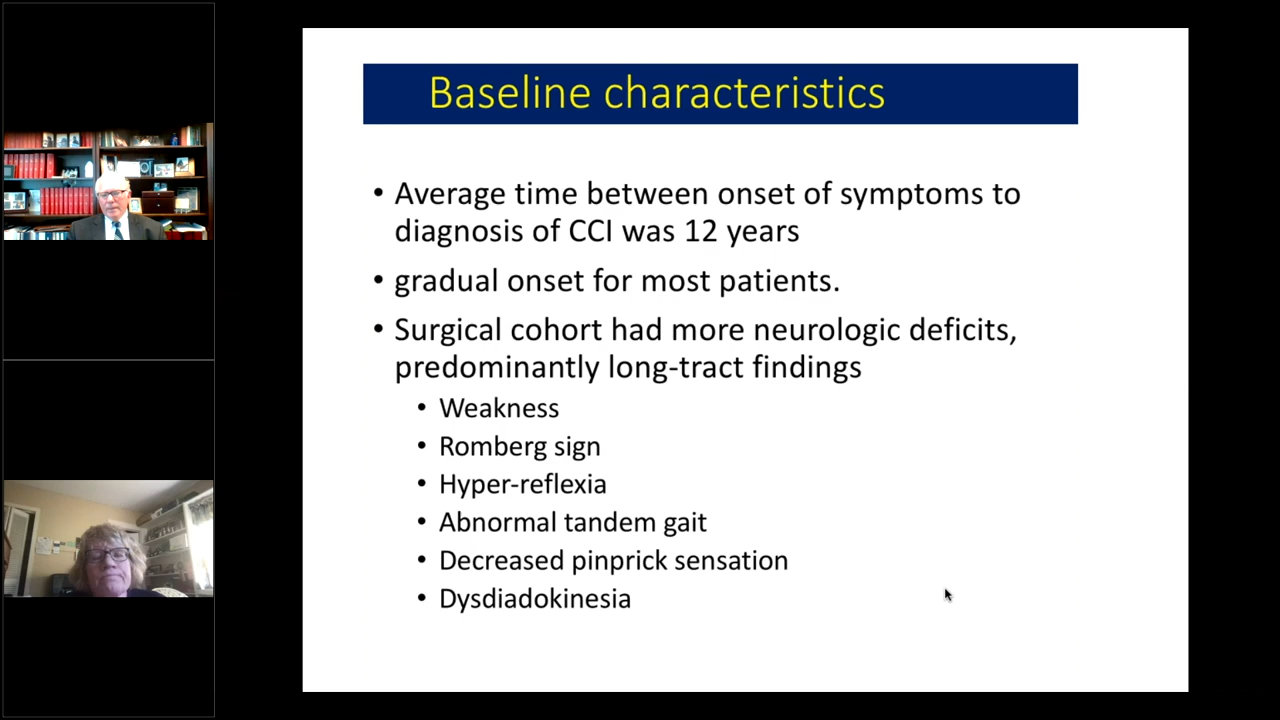 Baseline characteristics
• Average time between onset of symptoms to
diagnosis of CCI was 12 years
• gradual onset for most patients.
• Surgical cohort had more neurologic deficits,
predominantly long-tract findings
• Weakness
• Romberg sign
• Hyper-reflexia
• Abnormal tandem gait
• Decreased pinprick sensation
• Dysdiadokinesia